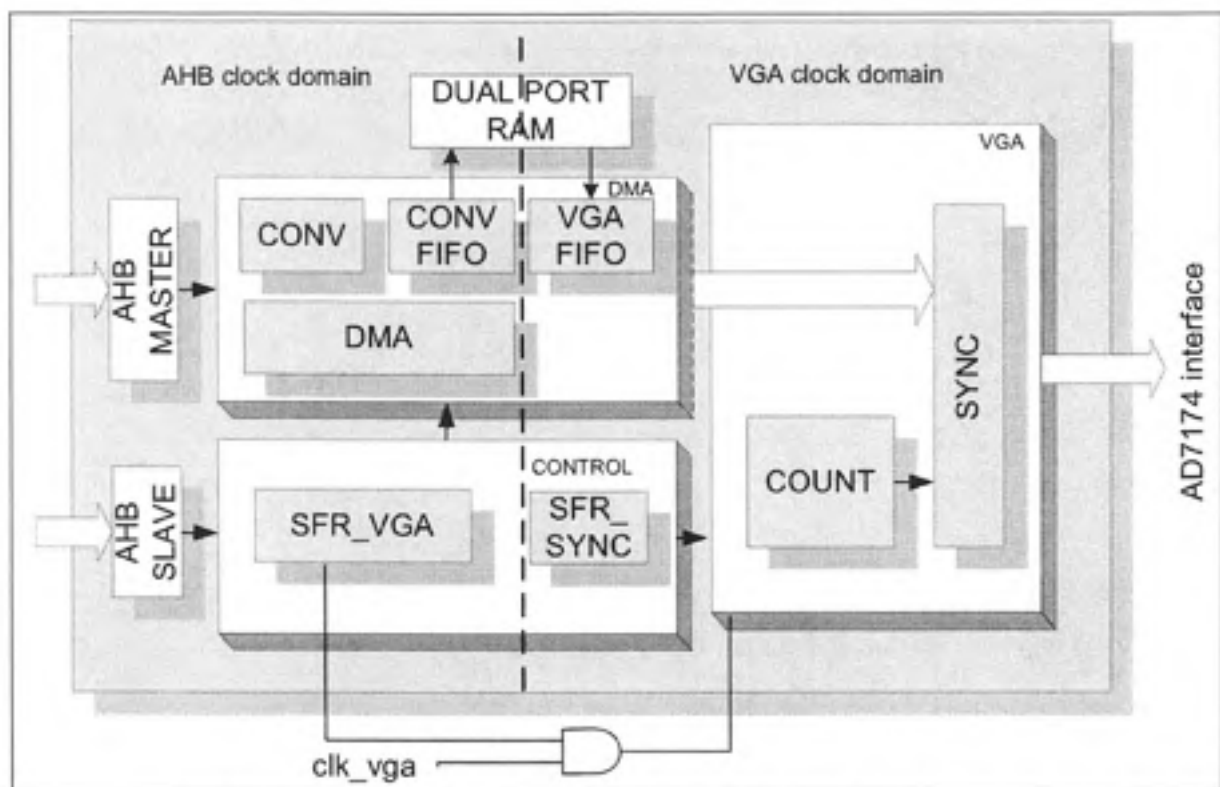 AHB clock domain
VGA clock domain
DUAL PORT
RAM
VGA
DMA
AHB
MASTER
CONV
CONV
FIFO
VGA
FIFO
DMA
SYNC
AD7174 interface
COUNT
CONTROL
AHB
SLAVE
SFR_VGA
SFR_
SYNC
clk_vga